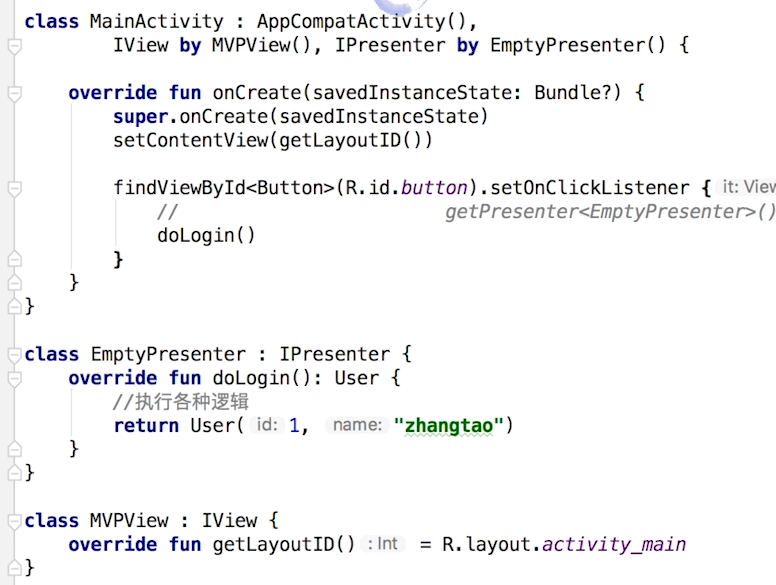 class MainActivity : AppCompatActivity(),
        IView by MVPView(), IPresenter by EmptyPresenter() {

    override fun onCreate(savedInstanceState: Bundle?) {
        super.onCreate(savedInstanceState)
        setContentView(getLayoutID())

        findViewById<Button>(R.id.button).setOnClickListener { it: View
            //                        getPresenter<EmptyPresenter>()
            doLogin()
        }
    }
}

class EmptyPresenter : IPresenter {
    override fun doLogin(): User {
        //执行各种逻辑
        return User( id: 1, name: "zhangtao")
    }
}

class MVPView : IView {
    override fun getLayoutID() : Int = R.layout.activity_main
}